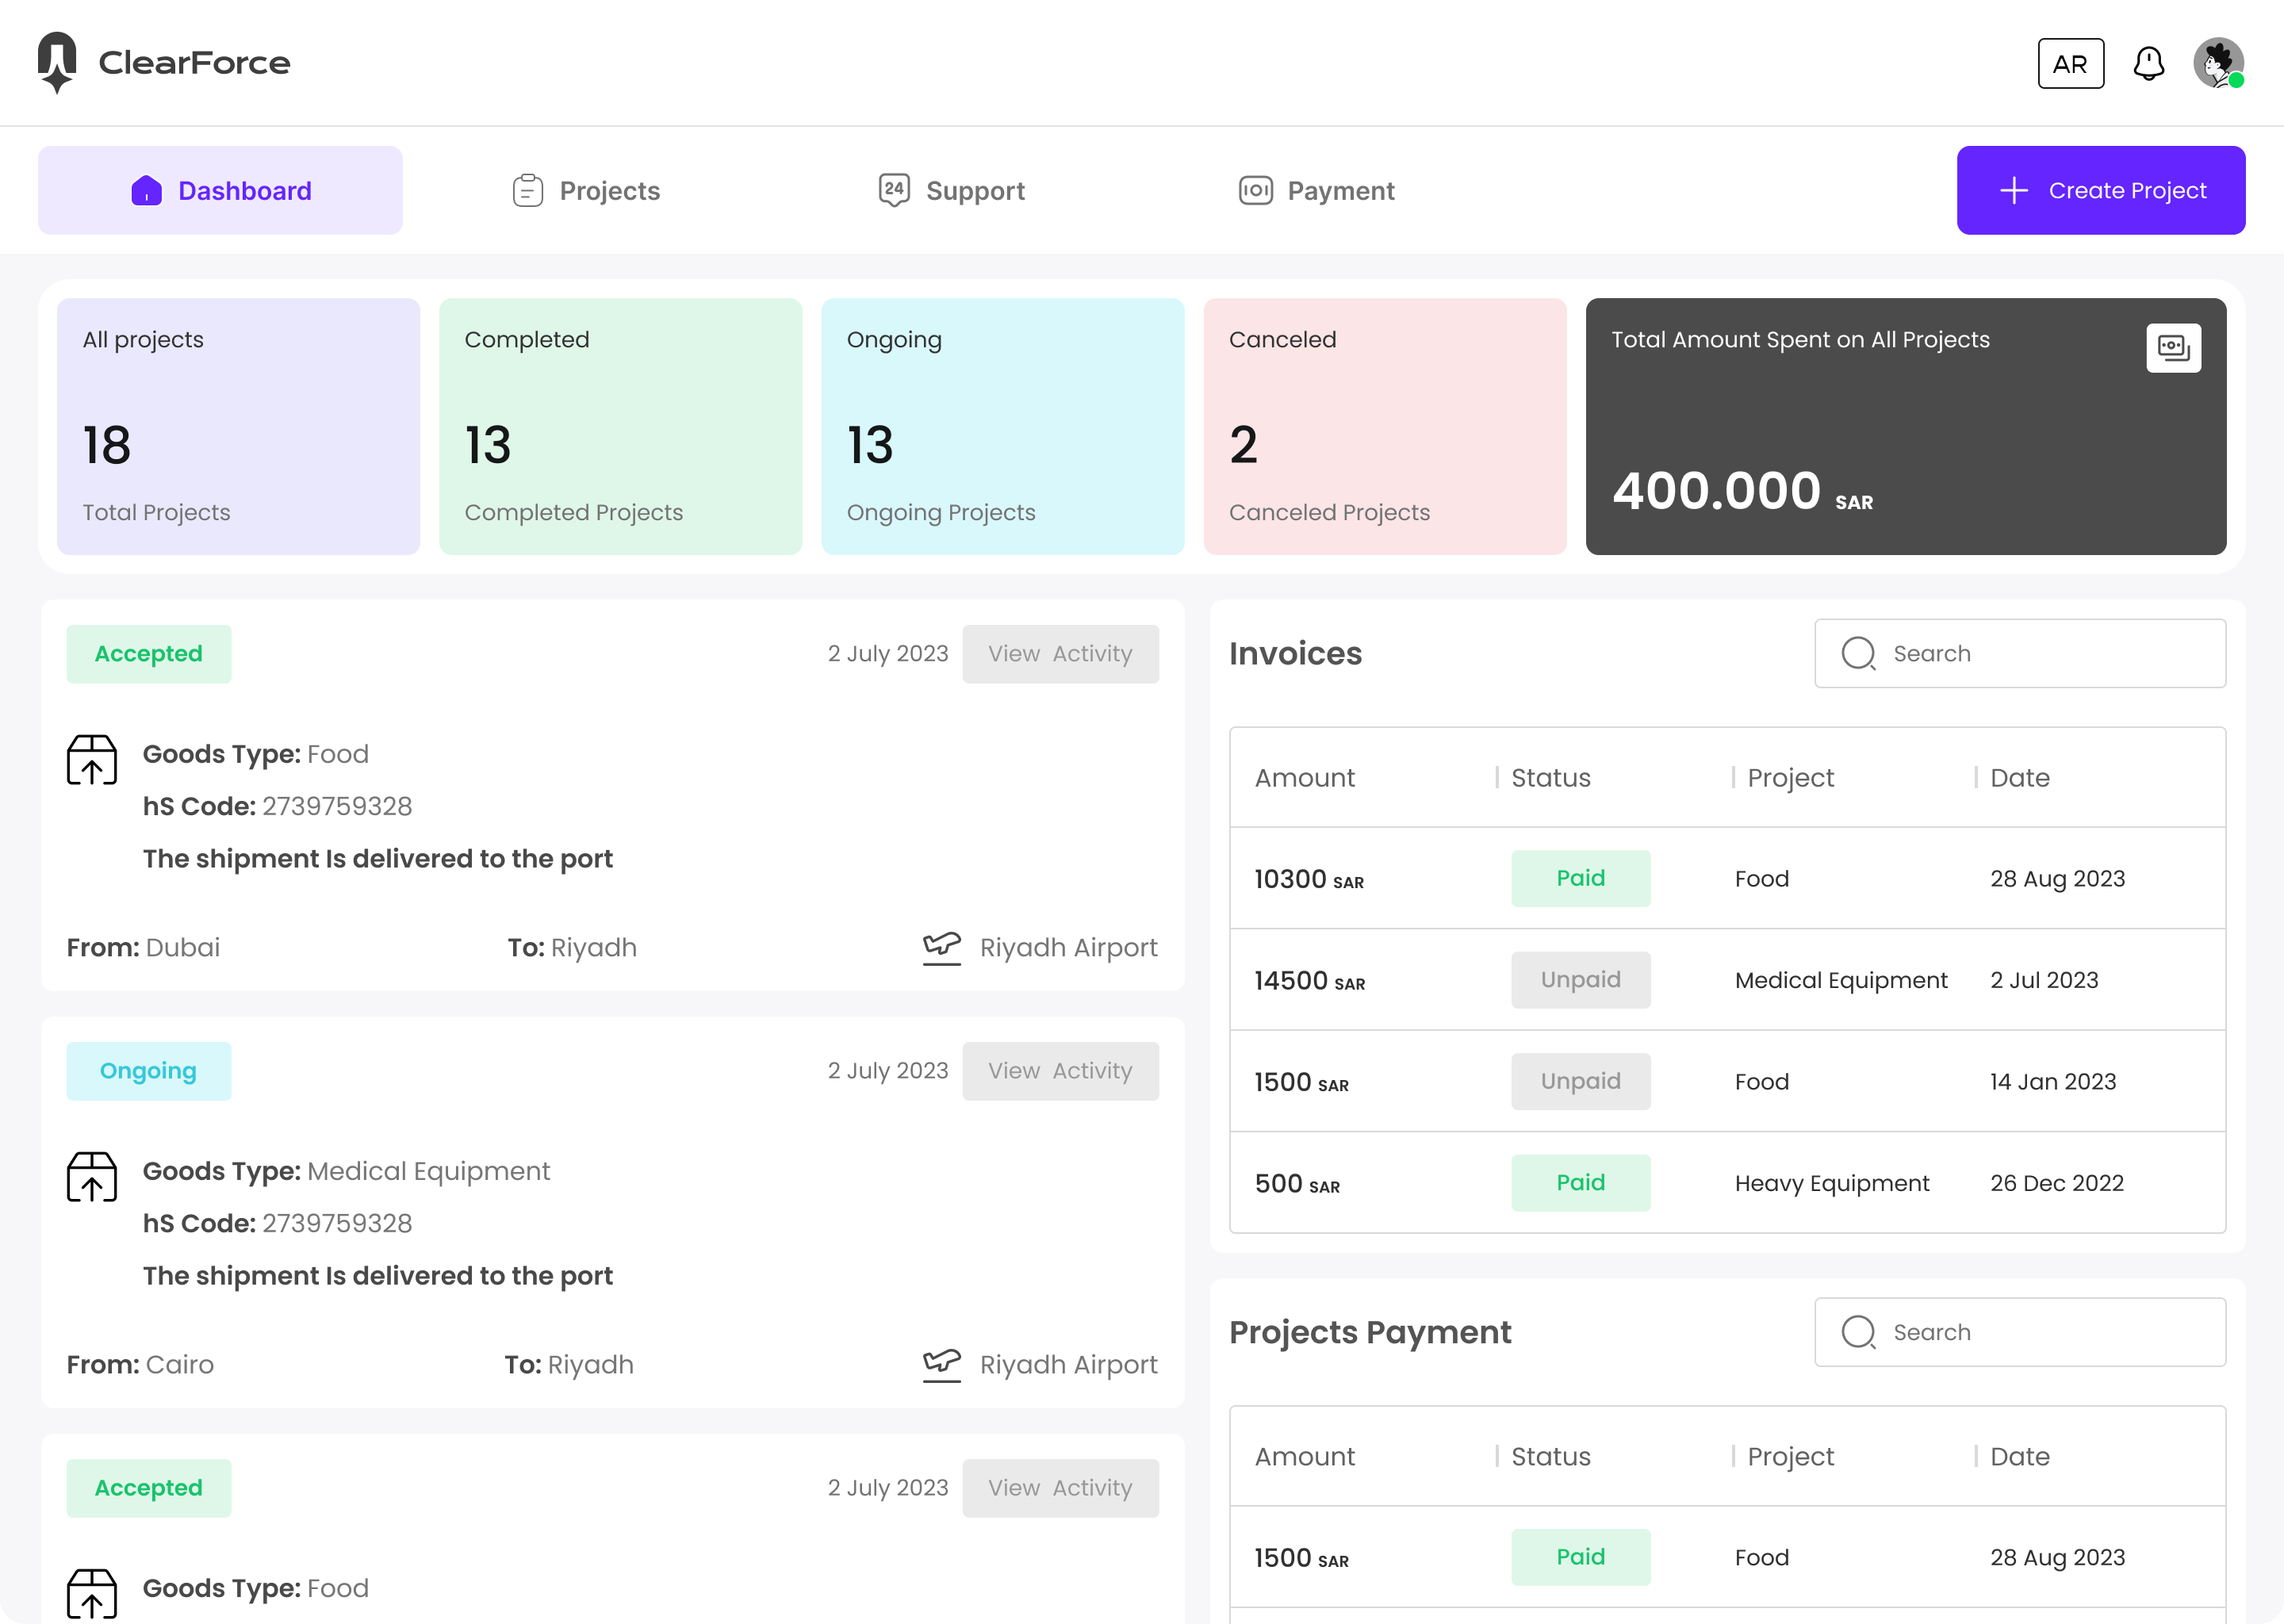 ClearForce
AR
Dashboard
Projects
24
Support
Payment
Create Project
All projects
18
Total Projects
Completed
13
Completed Projects
Ongoing
13
Ongoing Projects
Canceled
2
Canceled Projects
Total Amount Spent on All Projects
400.000 SAR
Accepted
2 July 2023
View Activity
Goods Type: Food
hS Code: 2739759328
The shipment Is delivered to the port
From: Dubai
To: Riyadh
Riyadh Airport
Ongoing
2 July 2023
View Activity
Goods Type: Medical Equipment
hS Code: 2739759328
The shipment Is delivered to the port
From: Cairo
To: Riyadh
Riyadh Airport
Accepted
2 July 2023
View Activity
Goods Type: Food
Invoices
Search
Amount Status Project Date
10300 SAR Paid Food 28 Aug 2023
14500 SAR Unpaid Medical Equipment 2 Jul 2023
1500 SAR Unpaid Food 14 Jan 2023
500 SAR Paid Heavy Equipment 26 Dec 2022
Projects Payment
Search
Amount Status Project Date
1500 SAR Paid Food 28 Aug 2023